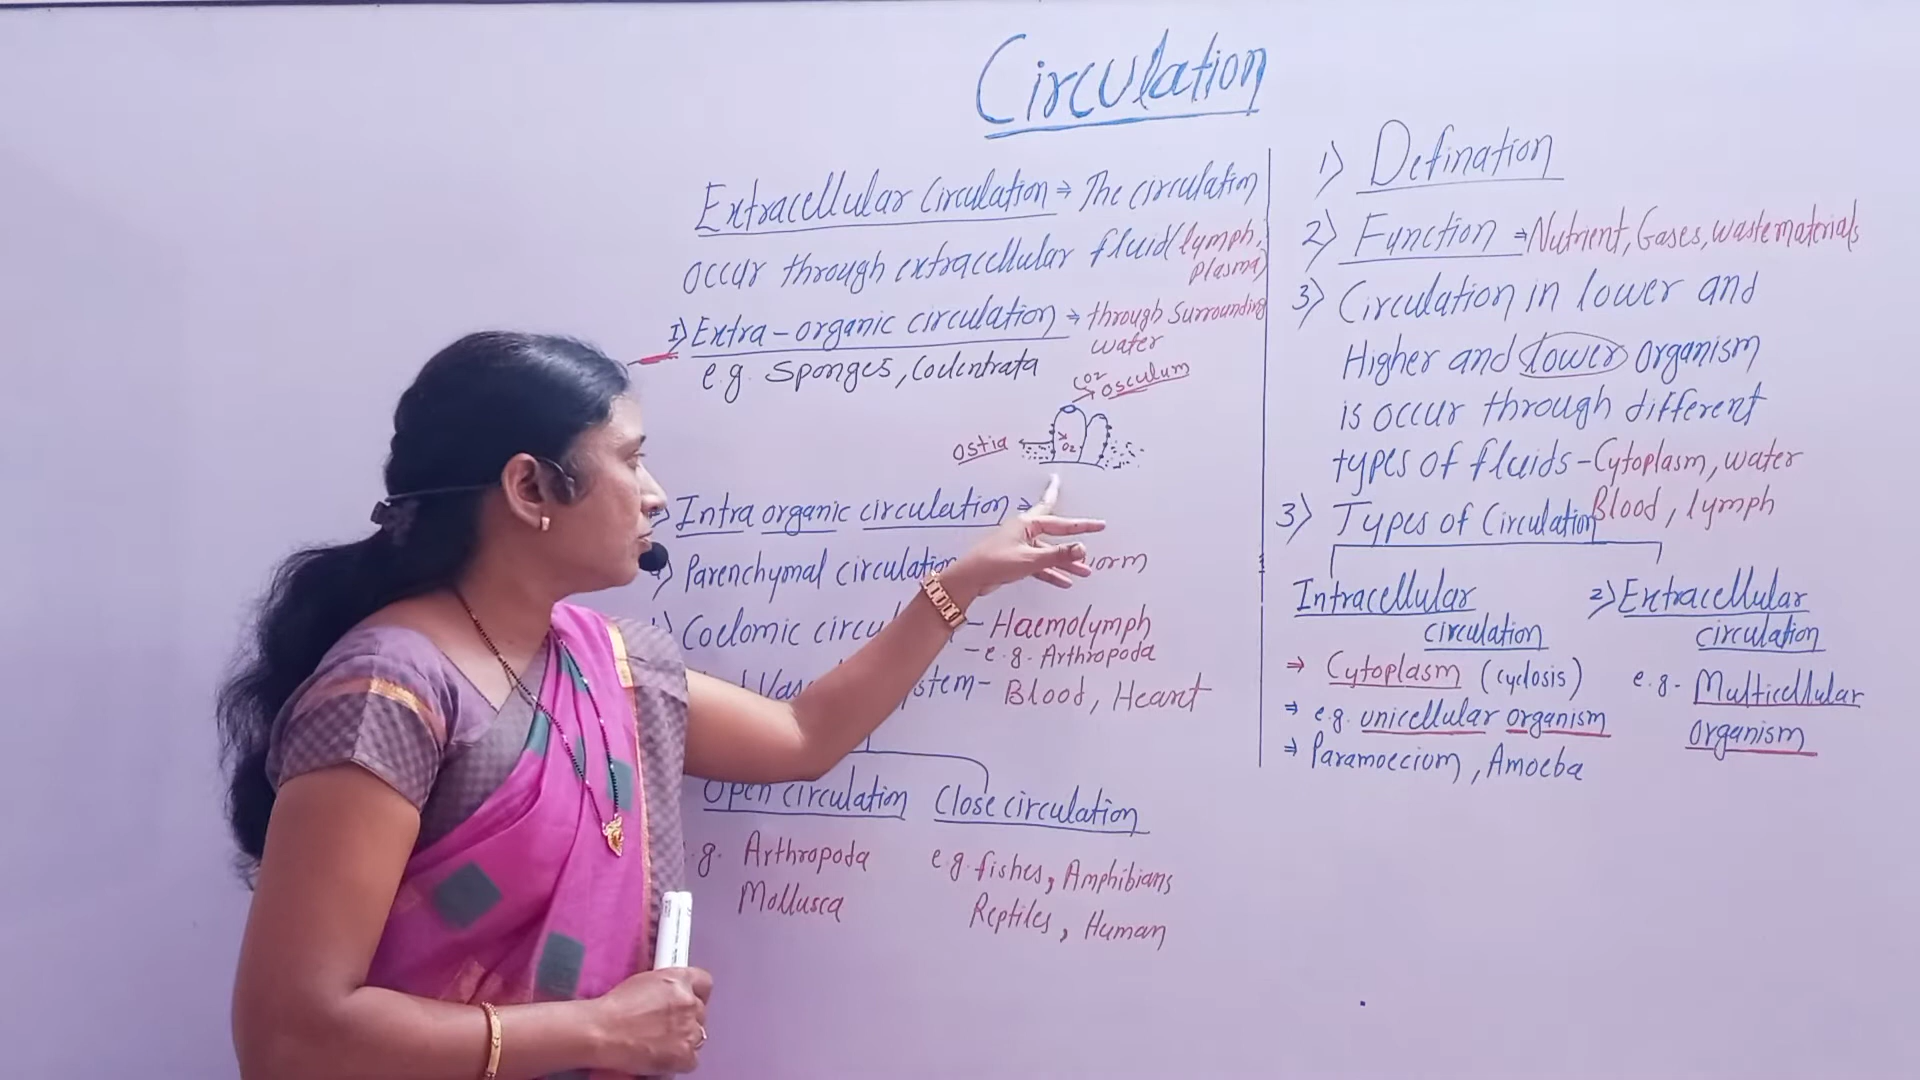 Circulation
Extracellular Circulation ⇒ The circulation
occur through extracellular fluid (lymph,
plasma)
I) Extra-organic circulation ⇒ through surrounding
water
e.g. Sponges, Coelentrata
CO2
osculum
ostia
O2
Intra organic circulation ⇒
Parenchymal circulation
Coelomic - Haemolymph
- e.g. Arthropoda
- Blood, Heart
Open circulation Close circulation
e.g. fishes, Amphibians
Arthropoda
Mollusca
Reptiles, Human
1) Defination
2) Function ⇒ Nutrient, Gases, waste materials
3) Circulation in lower and
Higher and lower organism
is occur through different
types of fluids - Cytoplasm, water
Blood, lymph
3) Types of Circulation
Intracellular
circulation
⇒ Cytoplasm (cyclosis)
⇒ e.g. unicellular organism
⇒ Paramoeciom, Amoeba
2) Extracellular
circulation
e.g. Multicellular
organism